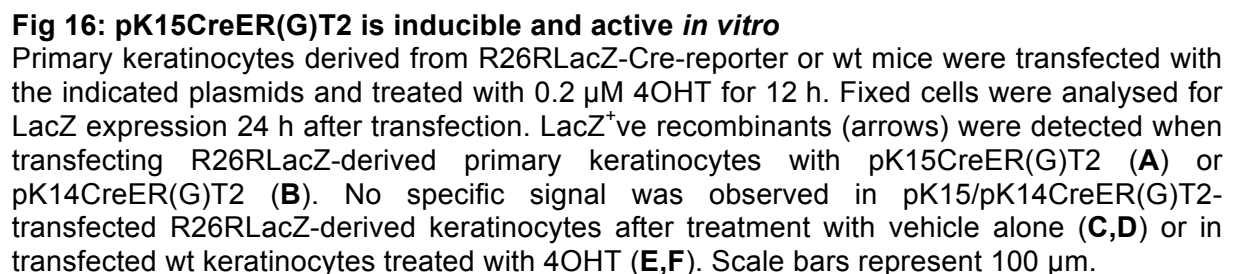 Fig 16: pK15CreER(G)T2 is inducible and active in vitro
Primary keratinocytes derived from R26RLacZ-Cre-reporter or wt mice were transfected with
the indicated plasmids and treated with 0.2 µM 4OHT for 12 h. Fixed cells were analysed for
LacZ expression 24 h after transfection. LacZ⁺ve recombinants (arrows) were detected when
transfecting R26RLacZ-derived primary keratinocytes with pK15CreER(G)T2 (A) or
pK14CreER(G)T2 (B). No specific signal was observed in pK15/pK14CreER(G)T2-
transfected R26RLacZ-derived keratinocytes after treatment with vehicle alone (C,D) or in
transfected wt keratinocytes treated with 4OHT (E,F). Scale bars represent 100 µm.